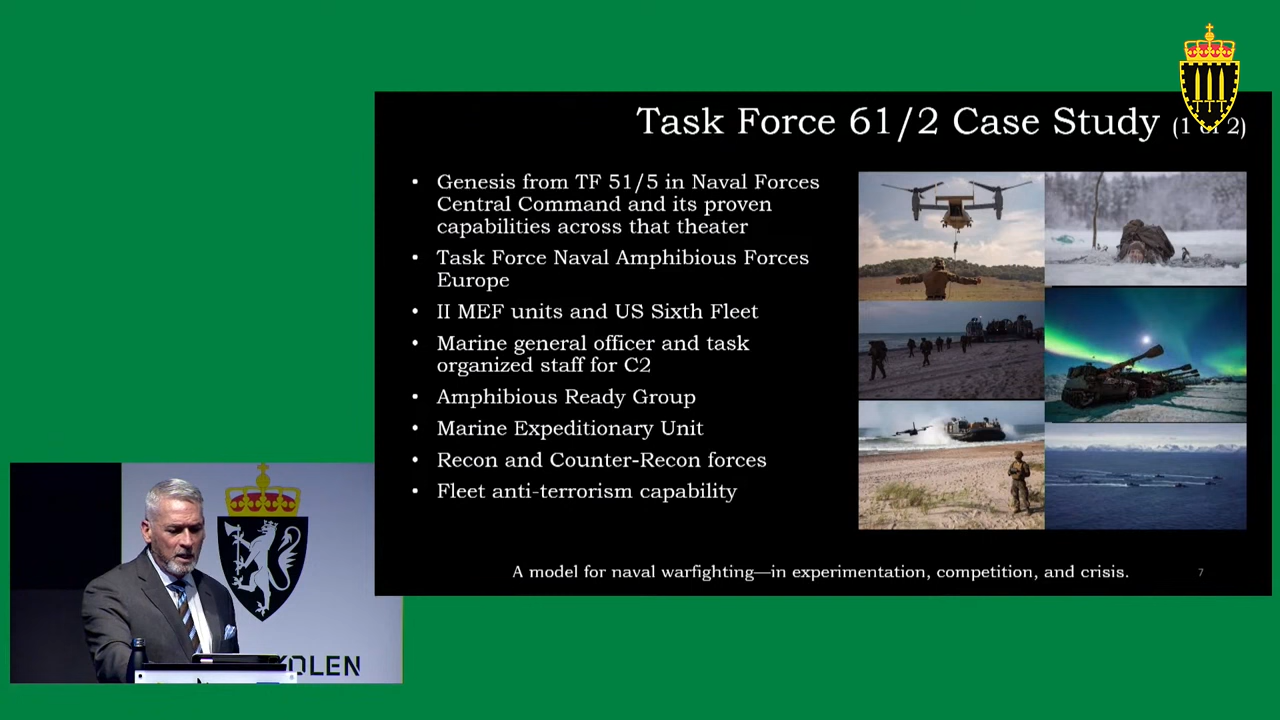 Task Force 61/2 Case Study (1 of 2)
• Genesis from TF 51/5 in Naval Forces
Central Command and its proven
capabilities across that theater
• Task Force Naval Amphibious Forces
Europe
• II MEF units and US Sixth Fleet
• Marine general officer and task
organized staff for C2
• Amphibious Ready Group
• Marine Expeditionary Unit
• Recon and Counter-Recon forces
• Fleet anti-terrorism capability
A model for naval warfighting—in experimentation, competition, and crisis.
7
OLEN